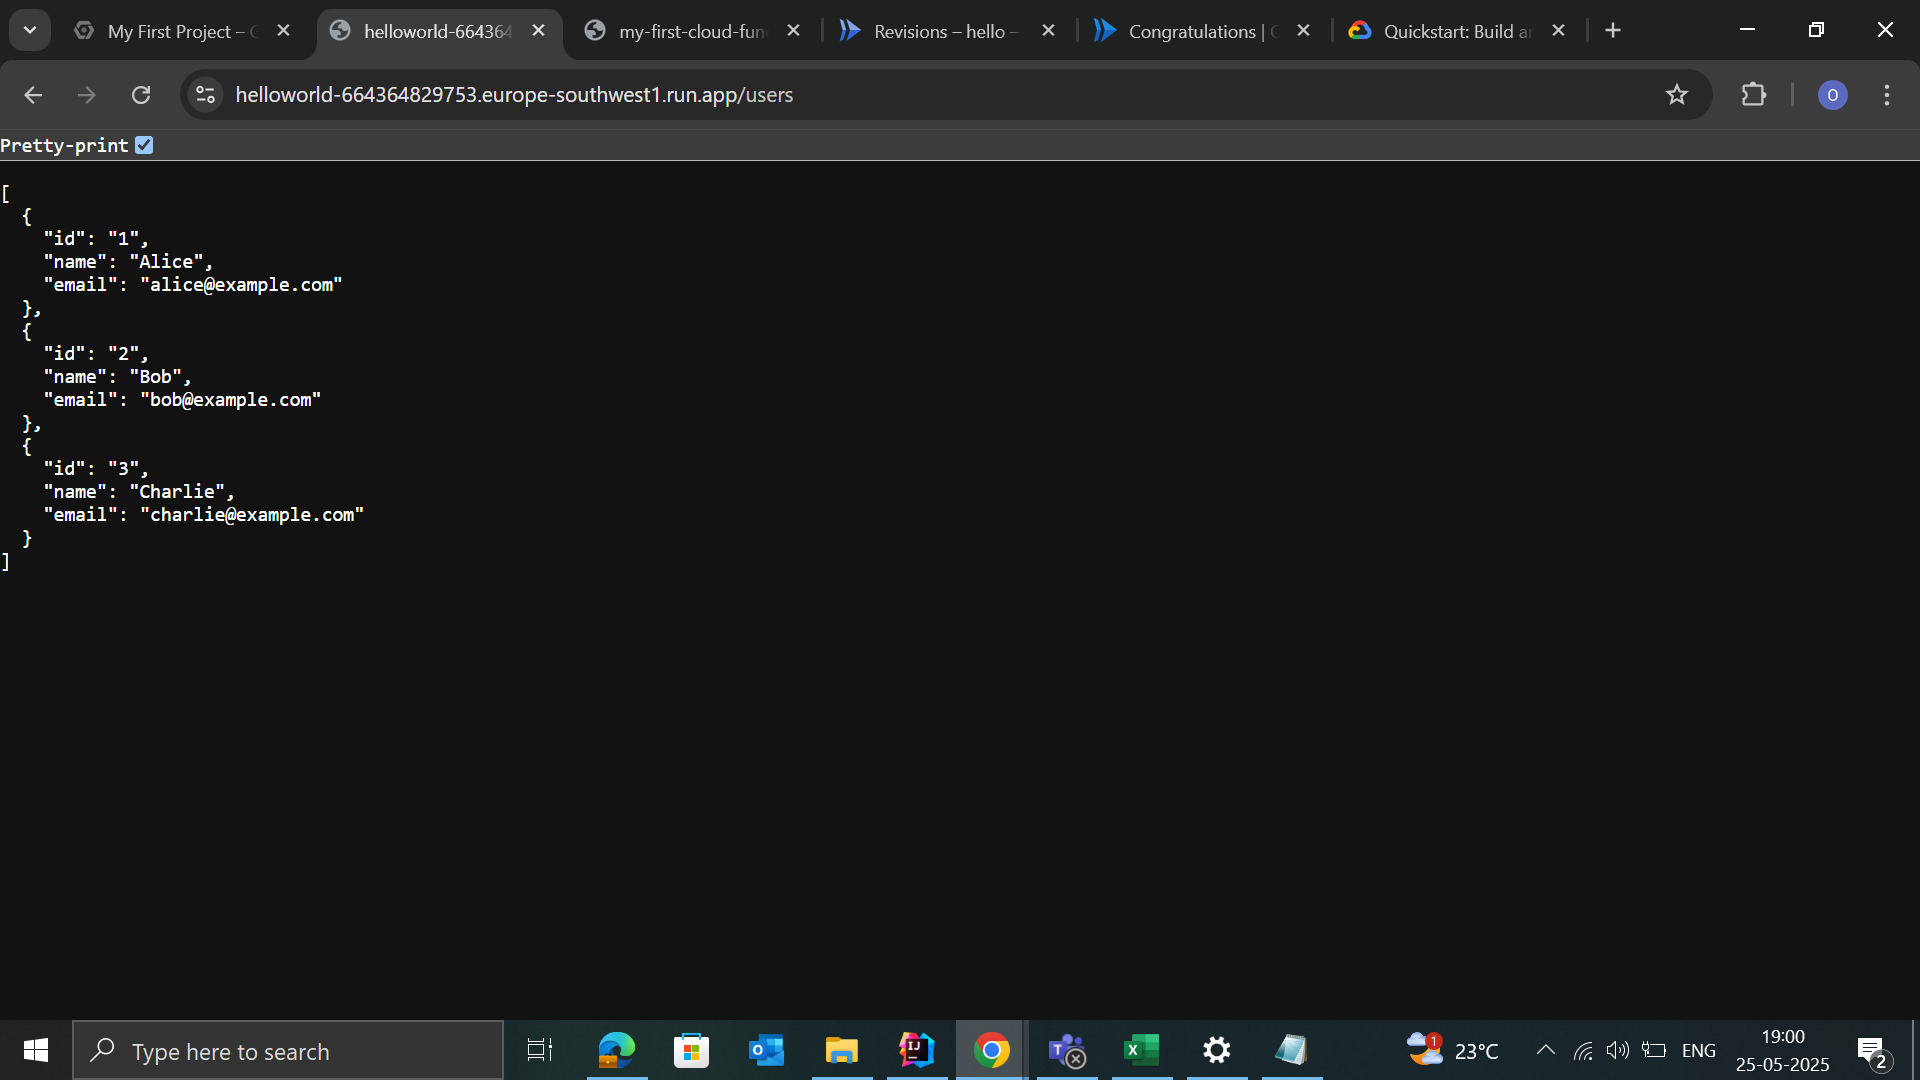 My First Project –
helloworld-66436
my-first-cloud-fun
Revisions – hello –
Congratulations |
Quickstart: Build a
helloworld-664364829753.europe-southwest1.run.app/users
O
Pretty-print
[
{
"id": "1",
"name": "Alice",
"email": "alice@example.com"
},
{
"id": "2",
"name": "Bob",
"email": "bob@example.com"
},
{
"id": "3",
"name": "Charlie",
"email": "charlie@example.com"
}
]
Type here to search
1
23°C
ENG
19:00
25-05-2025
2